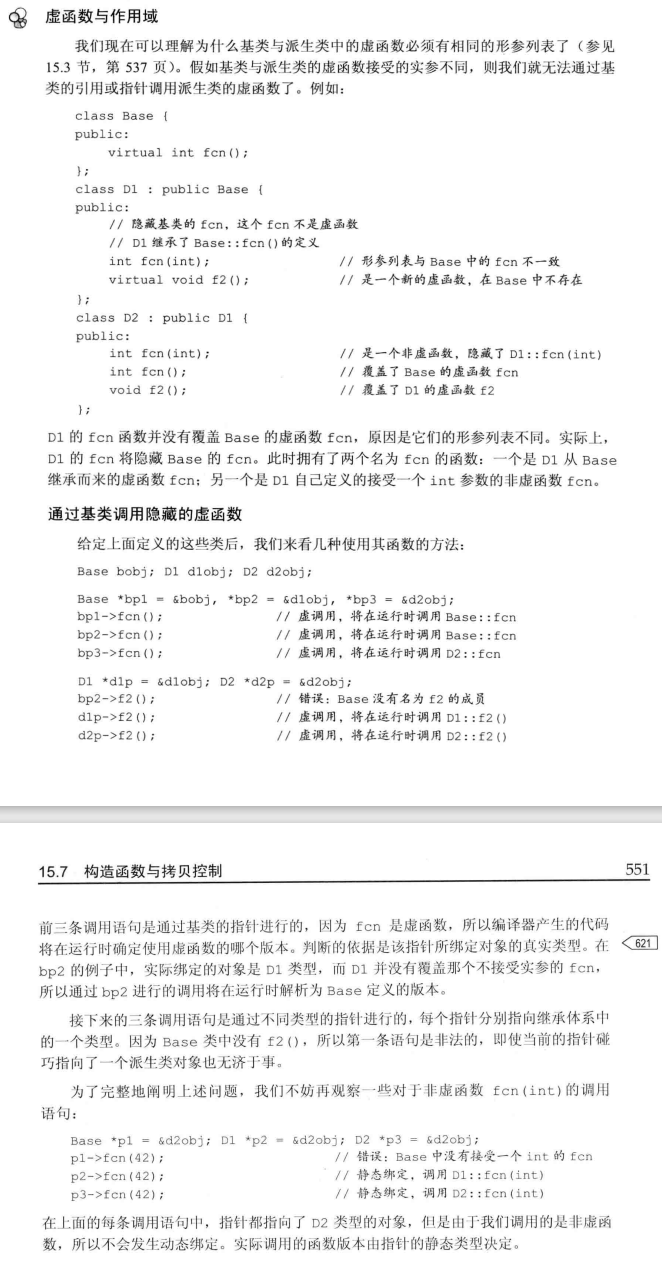 虚函数与作用域
我们现在可以理解为什么基类与派生类中的虚函数必须有相同的形参列表了（参见
15.3 节，第 537 页）。假如基类与派生类的虚函数接受的实参不同，则我们就无法通过基
类的引用或指针调用派生类的虚函数了。例如：
class Base {
public:
virtual int fcn();
};
class D1 : public Base {
public:
// 隐藏基类的 fcn，这个 fcn 不是虚函数
// D1 继承了 Base::fcn()的定义
int fcn(int); // 形参列表与 Base 中的 fcn 不一致
virtual void f2(); // 是一个新的虚函数，在 Base 中不存在
};
class D2 : public D1 {
public:
int fcn(int); // 是一个非虚函数，隐藏了 D1::fcn(int)
int fcn(); // 覆盖了 Base 的虚函数 fcn
void f2(); // 覆盖了 D1 的虚函数 f2
};
D1 的 fcn 函数并没有覆盖 Base 的虚函数 fcn，原因是它们的形参列表不同。实际上，
D1 的 fcn 将隐藏 Base 的 fcn。此时拥有了两个名为 fcn 的函数：一个是 D1 从 Base
继承而来的虚函数 fcn；另一个是 D1 自己定义的接受一个 int 参数的非虚函数 fcn。
通过基类调用隐藏的虚函数
给定上面定义的这些类后，我们来看几种使用其函数的方法：
Base bobj; D1 d1obj; D2 d2obj;
Base *bp1 = &bobj, *bp2 = &d1obj, *bp3 = &d2obj;
bp1->fcn(); // 虚调用，将在运行时调用 Base::fcn
bp2->fcn(); // 虚调用，将在运行时调用 Base::fcn
bp3->fcn(); // 虚调用，将在运行时调用 D2::fcn
D1 *d1p = &d1obj; D2 *d2p = &d2obj;
bp2->f2(); // 错误：Base 没有名为 f2 的成员
d1p->f2(); // 虚调用，将在运行时调用 D1::f2()
d2p->f2(); // 虚调用，将在运行时调用 D2::f2()
15.7 构造函数与拷贝控制 551
前三条调用语句是通过基类的指针进行的，因为 fcn 是虚函数，所以编译器产生的代码
将在运行时确定使用虚函数的哪个版本。判断的依据是该指针所绑定对象的真实类型。在 621
bp2 的例子中，实际绑定的对象是 D1 类型，而 D1 并没有覆盖那个不接受实参的 fcn，
所以通过 bp2 进行的调用将在运行时解析为 Base 定义的版本。
接下来的三条调用语句是通过不同类型的指针进行的，每个指针分别指向继承体系中
的一个类型。因为 Base 类中没有 f2()，所以第一条语句是非法的，即使当前的指针碰
巧指向了一个派生类对象也无济于事。
为了完整地阐明上述问题，我们不妨再观察一些对于非虚函数 fcn(int)的调用
语句：
Base *p1 = &d2obj; D1 *p2 = &d2obj; D2 *p3 = &d2obj;
p1->fcn(42); // 错误：Base 中没有接受一个 int 的 fcn
p2->fcn(42); // 静态绑定，调用 D1::fcn(int)
p3->fcn(42); // 静态绑定，调用 D2::fcn(int)
在上面的每条调用语句中，指针都指向了 D2 类型的对象，但是由于我们调用的是非虚函
数，所以不会发生动态绑定。实际调用的函数版本由指针的静态类型决定。